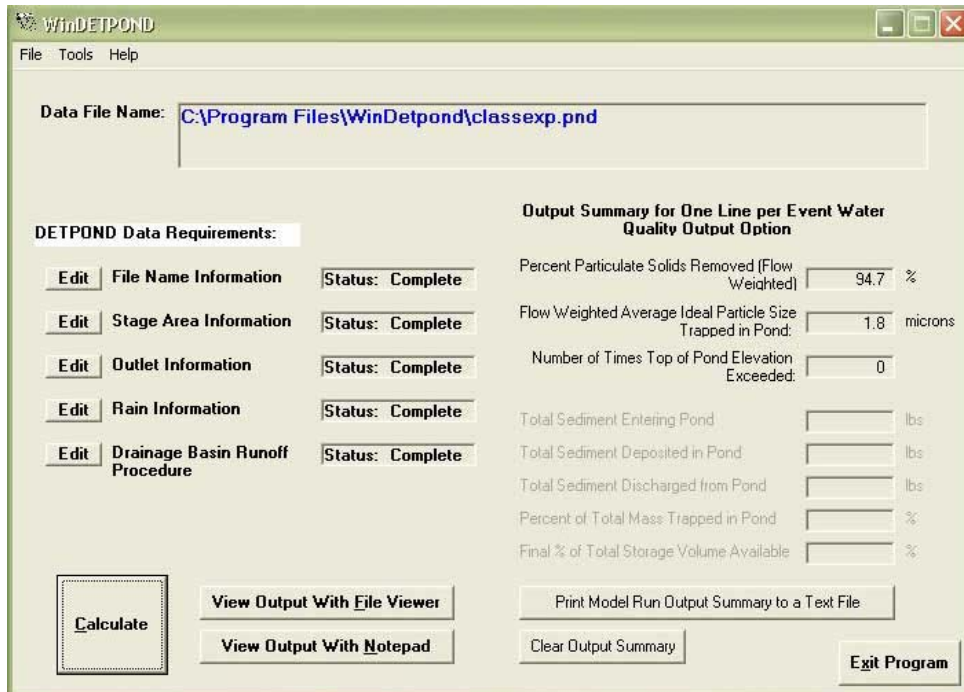 WinDETPOND
File Tools Help
Data File Name:
C:\Program Files\WinDetpond\classexp.pnd
DETPOND Data Requirements:
Edit File Name Information Status: Complete
Edit Stage Area Information Status: Complete
Edit Outlet Information Status: Complete
Edit Rain Information Status: Complete
Edit Drainage Basin Runoff
Procedure
Status: Complete
Output Summary for One Line per Event Water
Quality Output Option
Percent Particulate Solids Removed (Flow
Weighted) 94.7 %
Flow Weighted Average Ideal Particle Size
Trapped in Pond: 1.8 microns
Number of Times Top of Pond Elevation
Exceeded: 0
Total Sediment Entering Pond lbs
Total Sediment Deposited in Pond lbs
Total Sediment Discharged from Pond lbs
Percent of Total Mass Trapped in Pond %
Final % of Total Storage Volume Available %
Calculate
View Output With File Viewer
View Output With Notepad
Print Model Run Output Summary to a Text File
Clear Output Summary
Exit Program